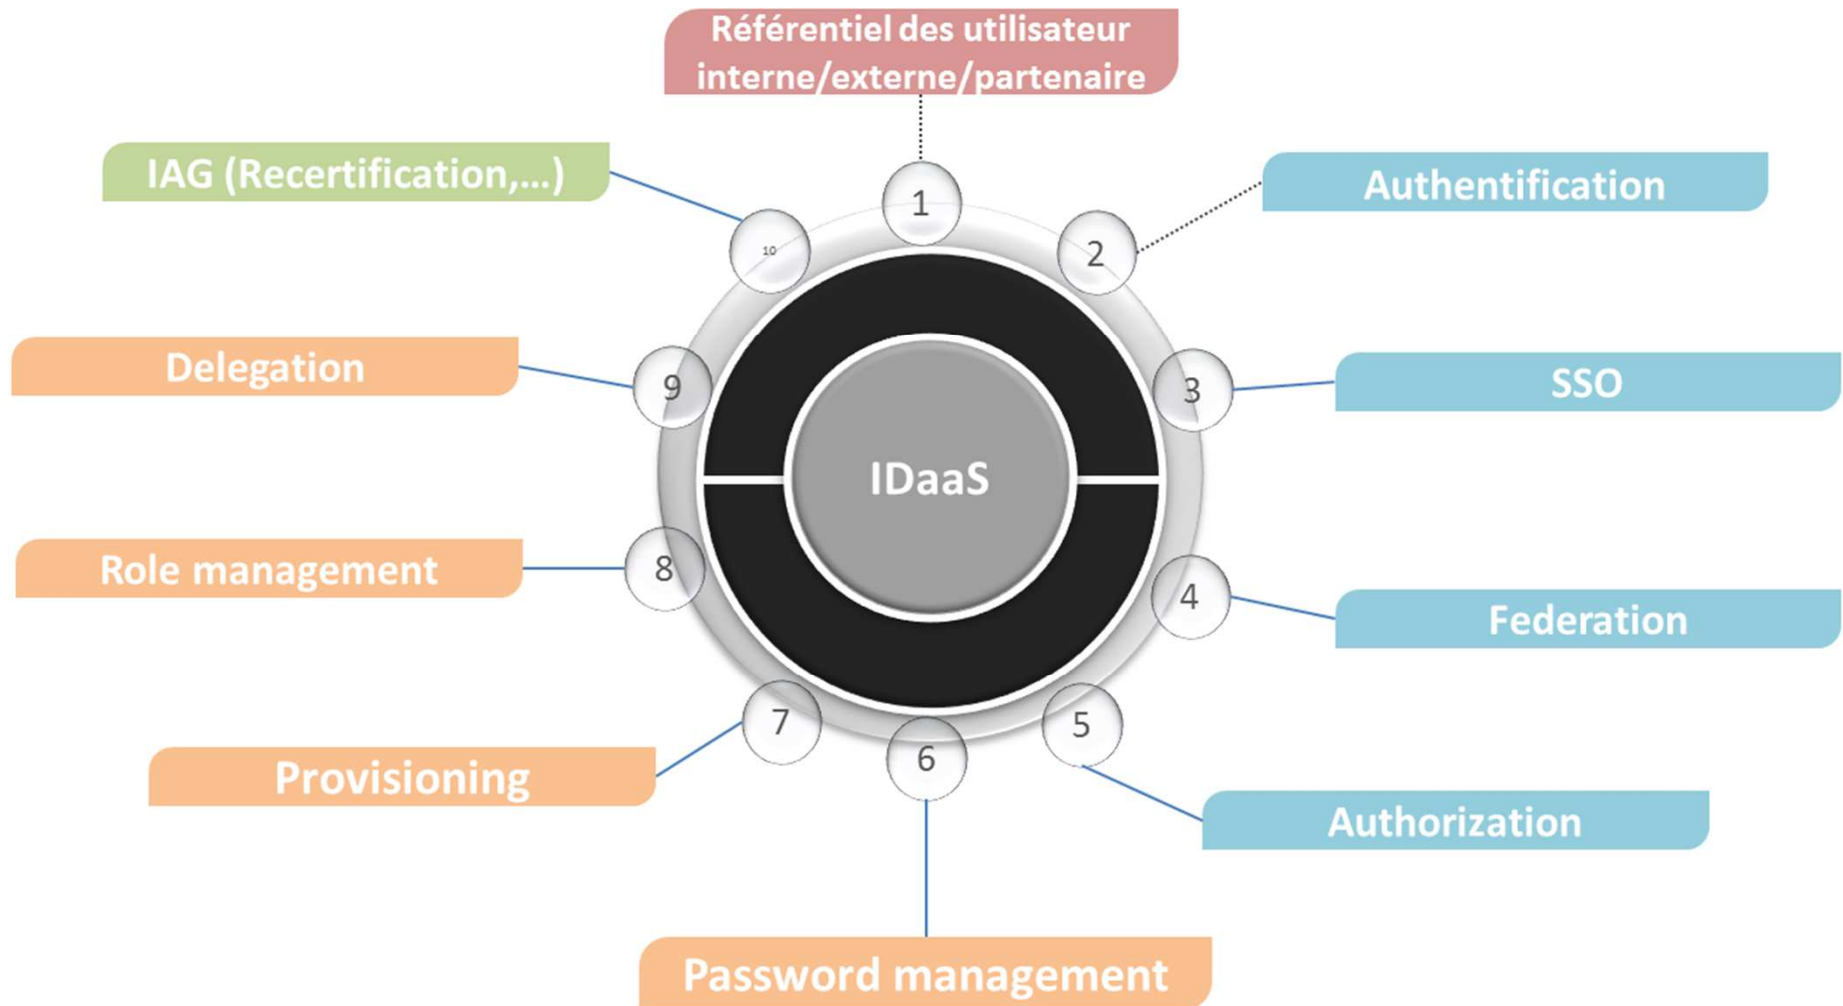 Référentiel des utilisateur
interne/externe/partenaire
1
IAG (Recertification,...)
10
2
Authentification
Delegation
9
3
SSO
IDaaS
Role management
8
4
Federation
7
5
Provisioning
6
Authorization
Password management